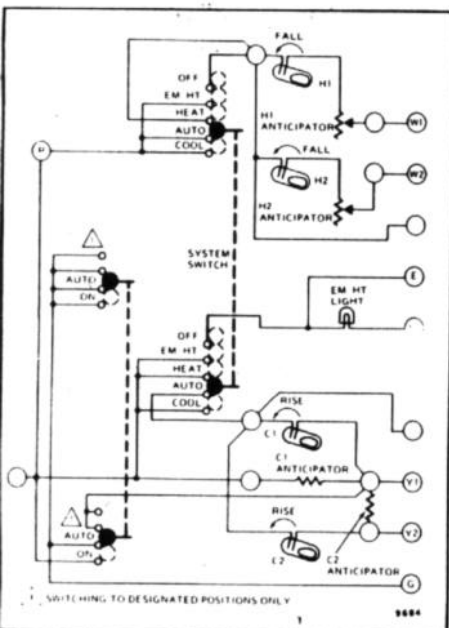 FALL
H1
OFF
EM HT
HEAT
AUTO
COOL
H1
ANTICIPATOR
W1
R
FALL
H2
W2
H2
ANTICIPATOR
SYSTEM
SWITCH
AUTO
ON
E
EM HT
LIGHT
OFF
EM HT
HEAT
AUTO
COOL
RISE
C1
C1
ANTICIPATOR
Y1
RISE
AUTO
ON
C2
Y2
C2
ANTICIPATOR
G
SWITCHING TO DESIGNATED POSITIONS ONLY
9684